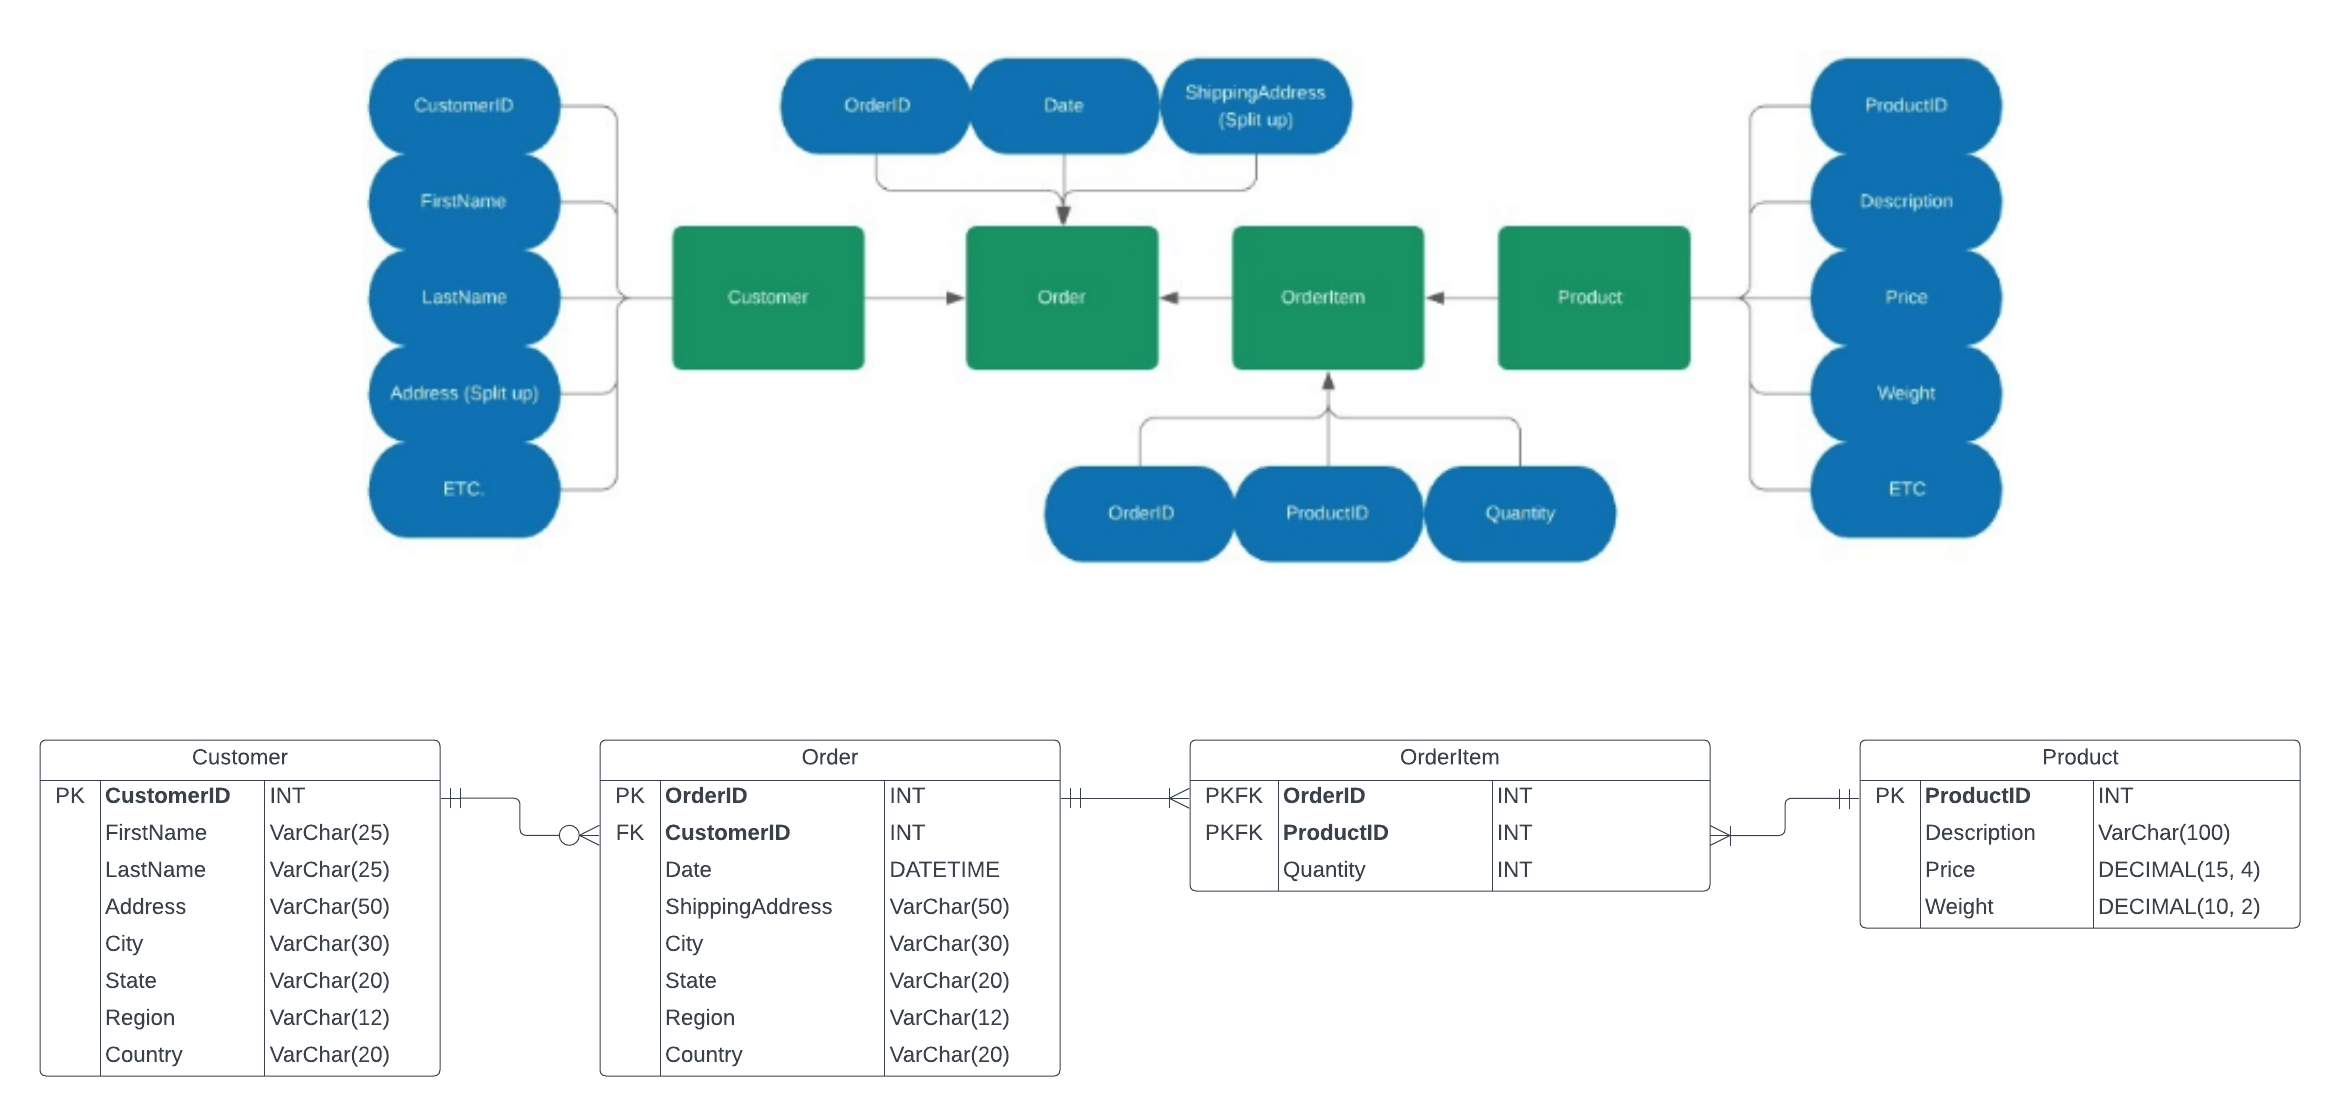 CustomerID
FirstName
LastName
Address (Split up)
ETC.
OrderID
Date
ShippingAddress
(Split up)
Customer
Order
OrderItem
Product
OrderID
ProductID
Quantity
ProductID
Description
Price
Weight
ETC
Customer
PK CustomerID INT
FirstName VarChar(25)
LastName VarChar(25)
Address VarChar(50)
City VarChar(30)
State VarChar(20)
Region VarChar(12)
Country VarChar(20)
Order
PK OrderID INT
FK CustomerID INT
Date DATETIME
ShippingAddress VarChar(50)
City VarChar(30)
State VarChar(20)
Region VarChar(12)
Country VarChar(20)
OrderItem
PKFK OrderID INT
PKFK ProductID INT
Quantity INT
Product
PK ProductID INT
Description VarChar(100)
Price DECIMAL(15, 4)
Weight DECIMAL(10, 2)